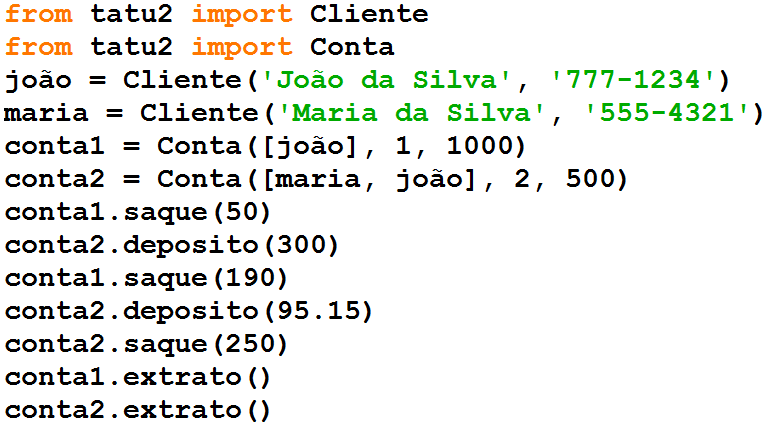 from tatu2 import Cliente
from tatu2 import Conta
joão = Cliente('João da Silva', '777-1234')
maria = Cliente('Maria da Silva', '555-4321')
conta1 = Conta([joão], 1, 1000)
conta2 = Conta([maria, joão], 2, 500)
conta1.saque(50)
conta2.deposito(300)
conta1.saque(190)
conta2.deposito(95.15)
conta2.saque(250)
conta1.extrato()
conta2.extrato()